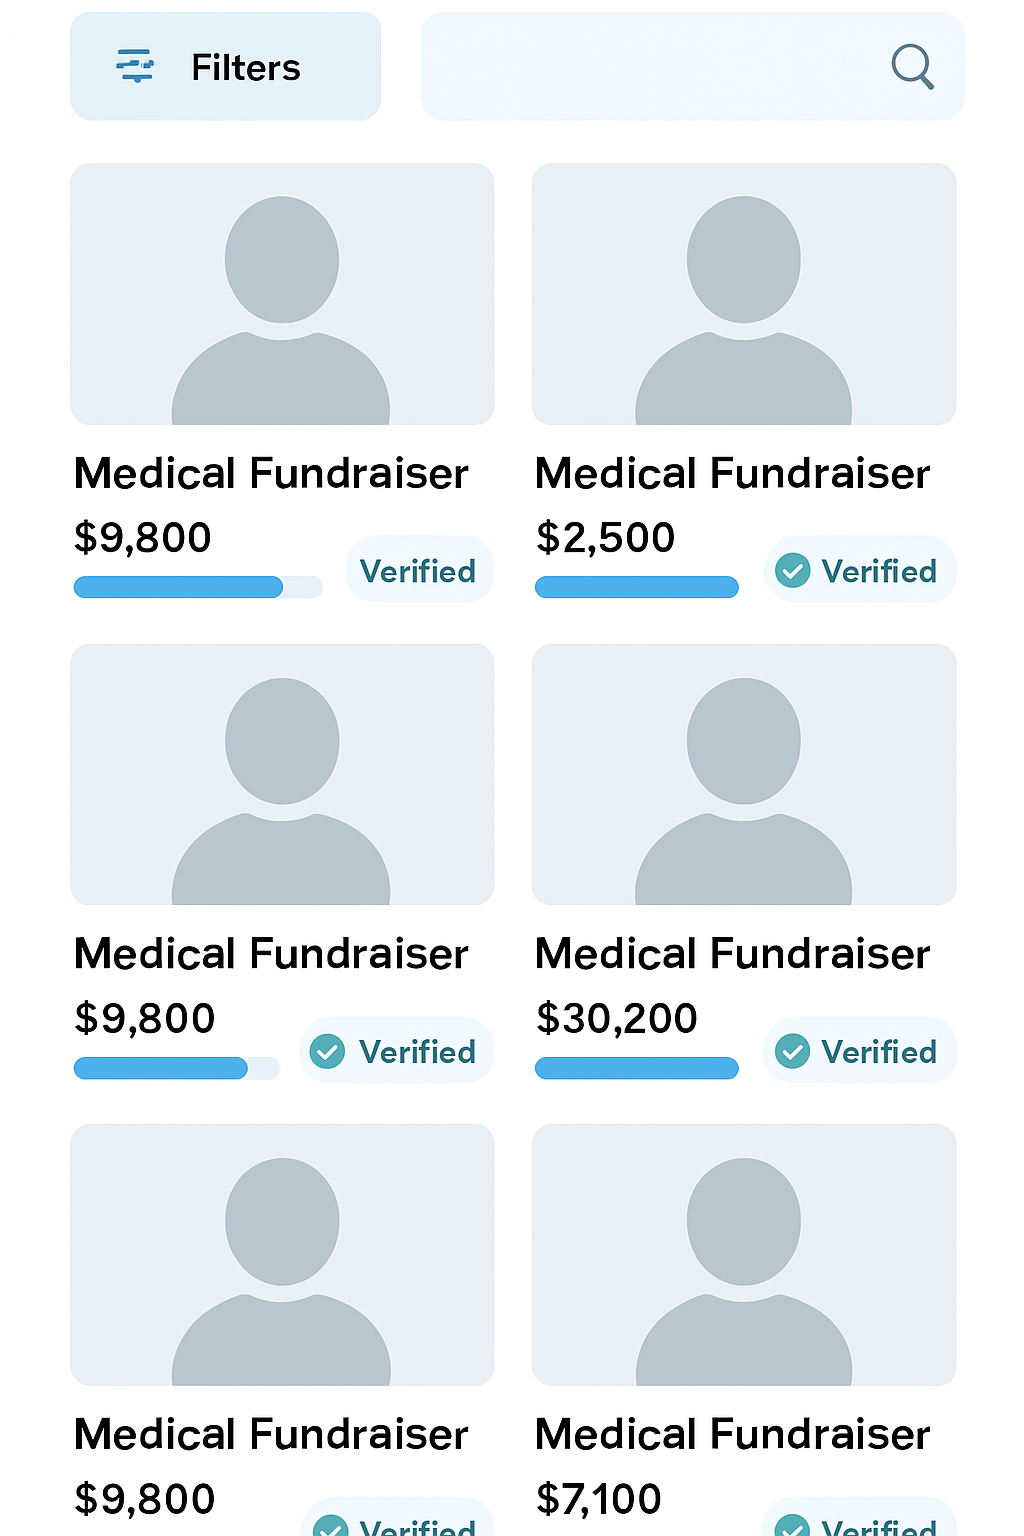 Filters
Medical Fundraiser
$9,800
Verified
Medical Fundraiser
$2,500
Verified
Medical Fundraiser
$9,800
Verified
Medical Fundraiser
$30,200
Verified
Medical Fundraiser
$9,800
Verified
Medical Fundraiser
$7,100
Verified